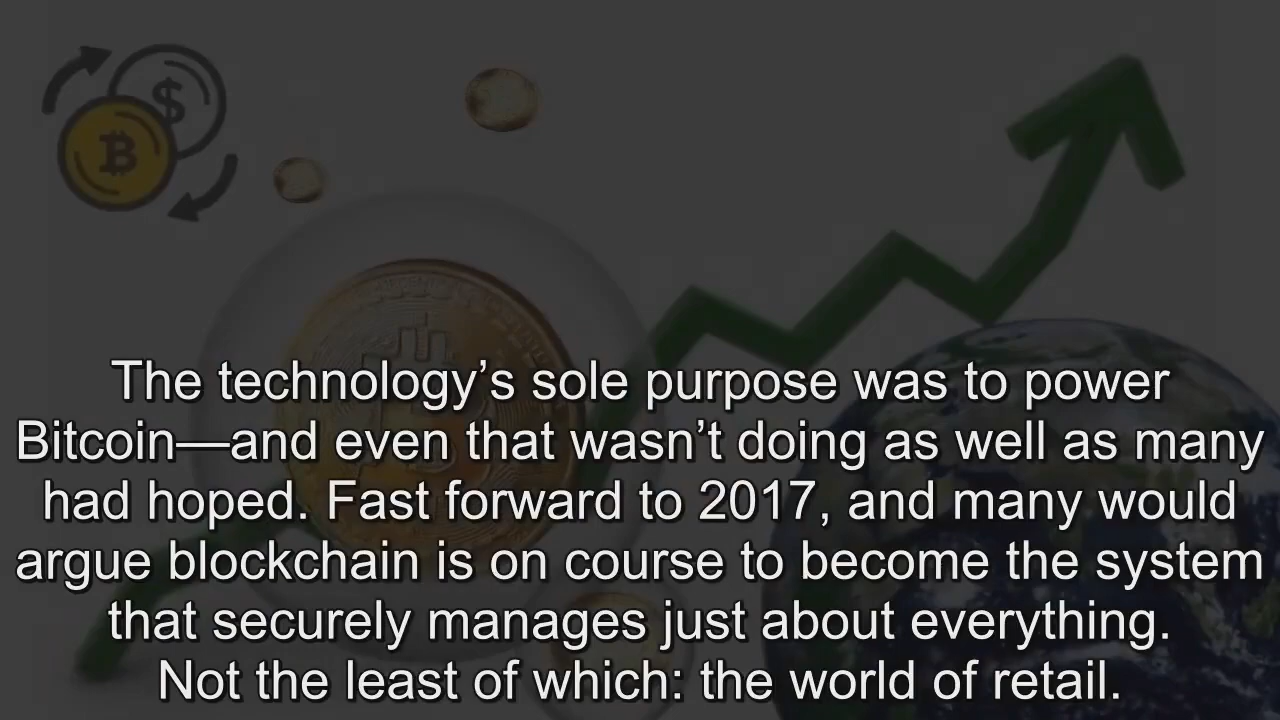 The technology’s sole purpose was to power
Bitcoin—and even that wasn’t doing as well as many
had hoped. Fast forward to 2017, and many would
argue blockchain is on course to become the system
that securely manages just about everything.
Not the least of which: the world of retail.